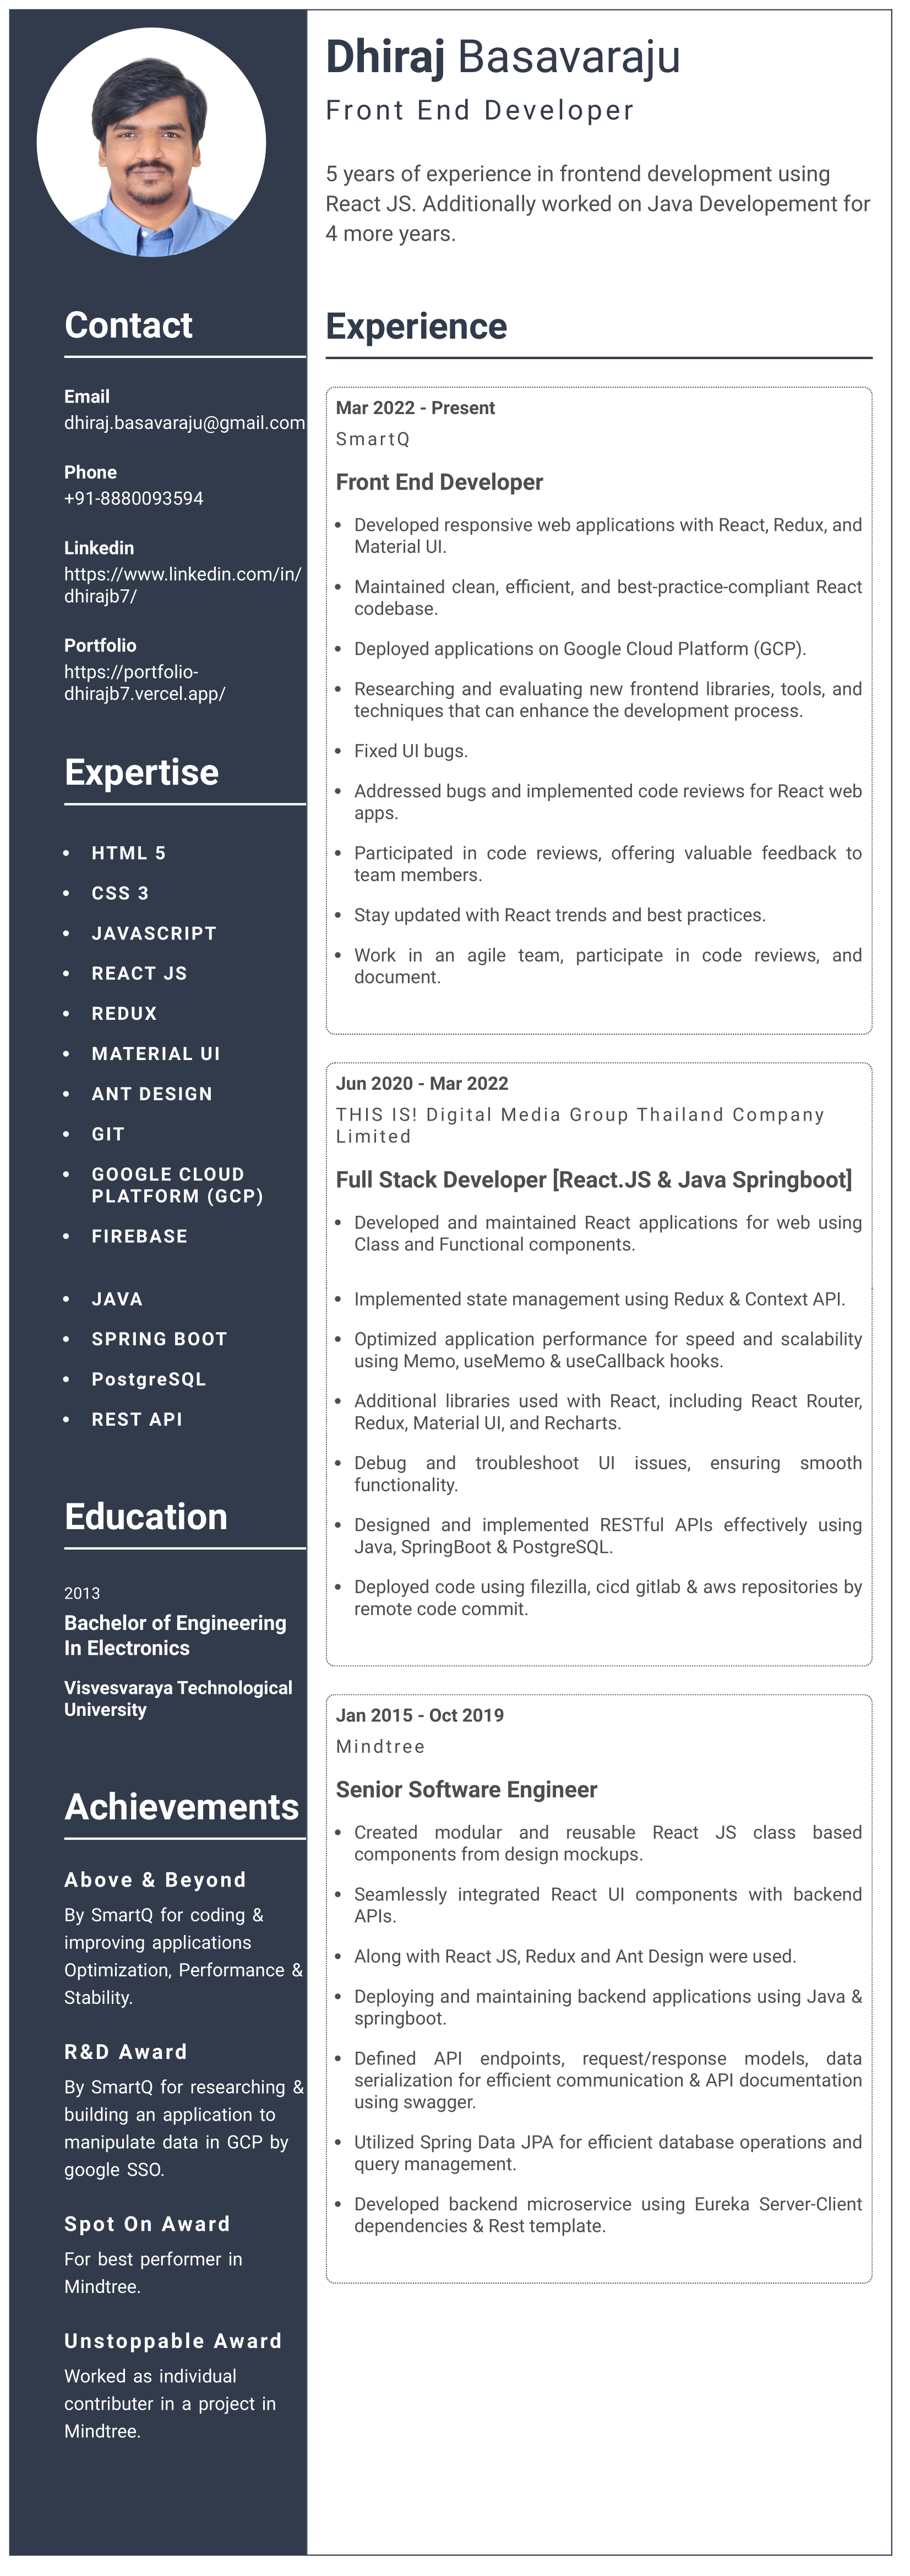 Dhiraj Basavaraju
Front End Developer
5 years of experience in frontend development using
React JS. Additionally worked on Java Developement for
4 more years.
Contact
Email
dhiraj.basavaraju@gmail.com
Phone
+91-8880093594
Linkedin
https://www.linkedin.com/in/
dhirajb7/
Portfolio
https://portfolio-
dhirajb7.vercel.app/
Expertise
• HTML 5
• CSS 3
• JAVASCRIPT
• REACT JS
• REDUX
• MATERIAL UI
• ANT DESIGN
• GIT
• GOOGLE CLOUD
PLATFORM (GCP)
• FIREBASE
• JAVA
• SPRING BOOT
• PostgreSQL
• REST API
Education
2013
Bachelor of Engineering
In Electronics
Visvesvaraya Technological
University
Achievements
Above & Beyond
By SmartQ for coding &
improving applications
Optimization, Performance &
Stability.
R&D Award
By SmartQ for researching &
building an application to
manipulate data in GCP by
google SSO.
Spot On Award
For best performer in
Mindtree.
Unstoppable Award
Worked as individual
contributer in a project in
Mindtree.
Experience
Mar 2022 - Present
SmartQ
Front End Developer
• Developed responsive web applications with React, Redux, and
Material UI.
• Maintained clean, efficient, and best-practice-compliant React
codebase.
• Deployed applications on Google Cloud Platform (GCP).
• Researching and evaluating new frontend libraries, tools, and
techniques that can enhance the development process.
• Fixed UI bugs.
• Addressed bugs and implemented code reviews for React web
apps.
• Participated in code reviews, offering valuable feedback to
team members.
• Stay updated with React trends and best practices.
• Work in an agile team, participate in code reviews, and
document.
Jun 2020 - Mar 2022
THIS IS! Digital Media Group Thailand Company
Limited
Full Stack Developer [React.JS & Java Springboot]
• Developed and maintained React applications for web using
Class and Functional components.
• Implemented state management using Redux & Context API.
• Optimized application performance for speed and scalability
using Memo, useMemo & useCallback hooks.
• Additional libraries used with React, including React Router,
Redux, Material UI, and Recharts.
• Debug and troubleshoot UI issues, ensuring smooth
functionality.
• Designed and implemented RESTful APIs effectively using
Java, SpringBoot & PostgreSQL.
• Deployed code using filezilla, cicd gitlab & aws repositories by
remote code commit.
Jan 2015 - Oct 2019
Mindtree
Senior Software Engineer
• Created modular and reusable React JS class based
components from design mockups.
• Seamlessly integrated React UI components with backend
APIs.
• Along with React JS, Redux and Ant Design were used.
• Deploying and maintaining backend applications using Java &
springboot.
• Defined API endpoints, request/response models, data
serialization for efficient communication & API documentation
using swagger.
• Utilized Spring Data JPA for efficient database operations and
query management.
• Developed backend microservice using Eureka Server-Client
dependencies & Rest template.